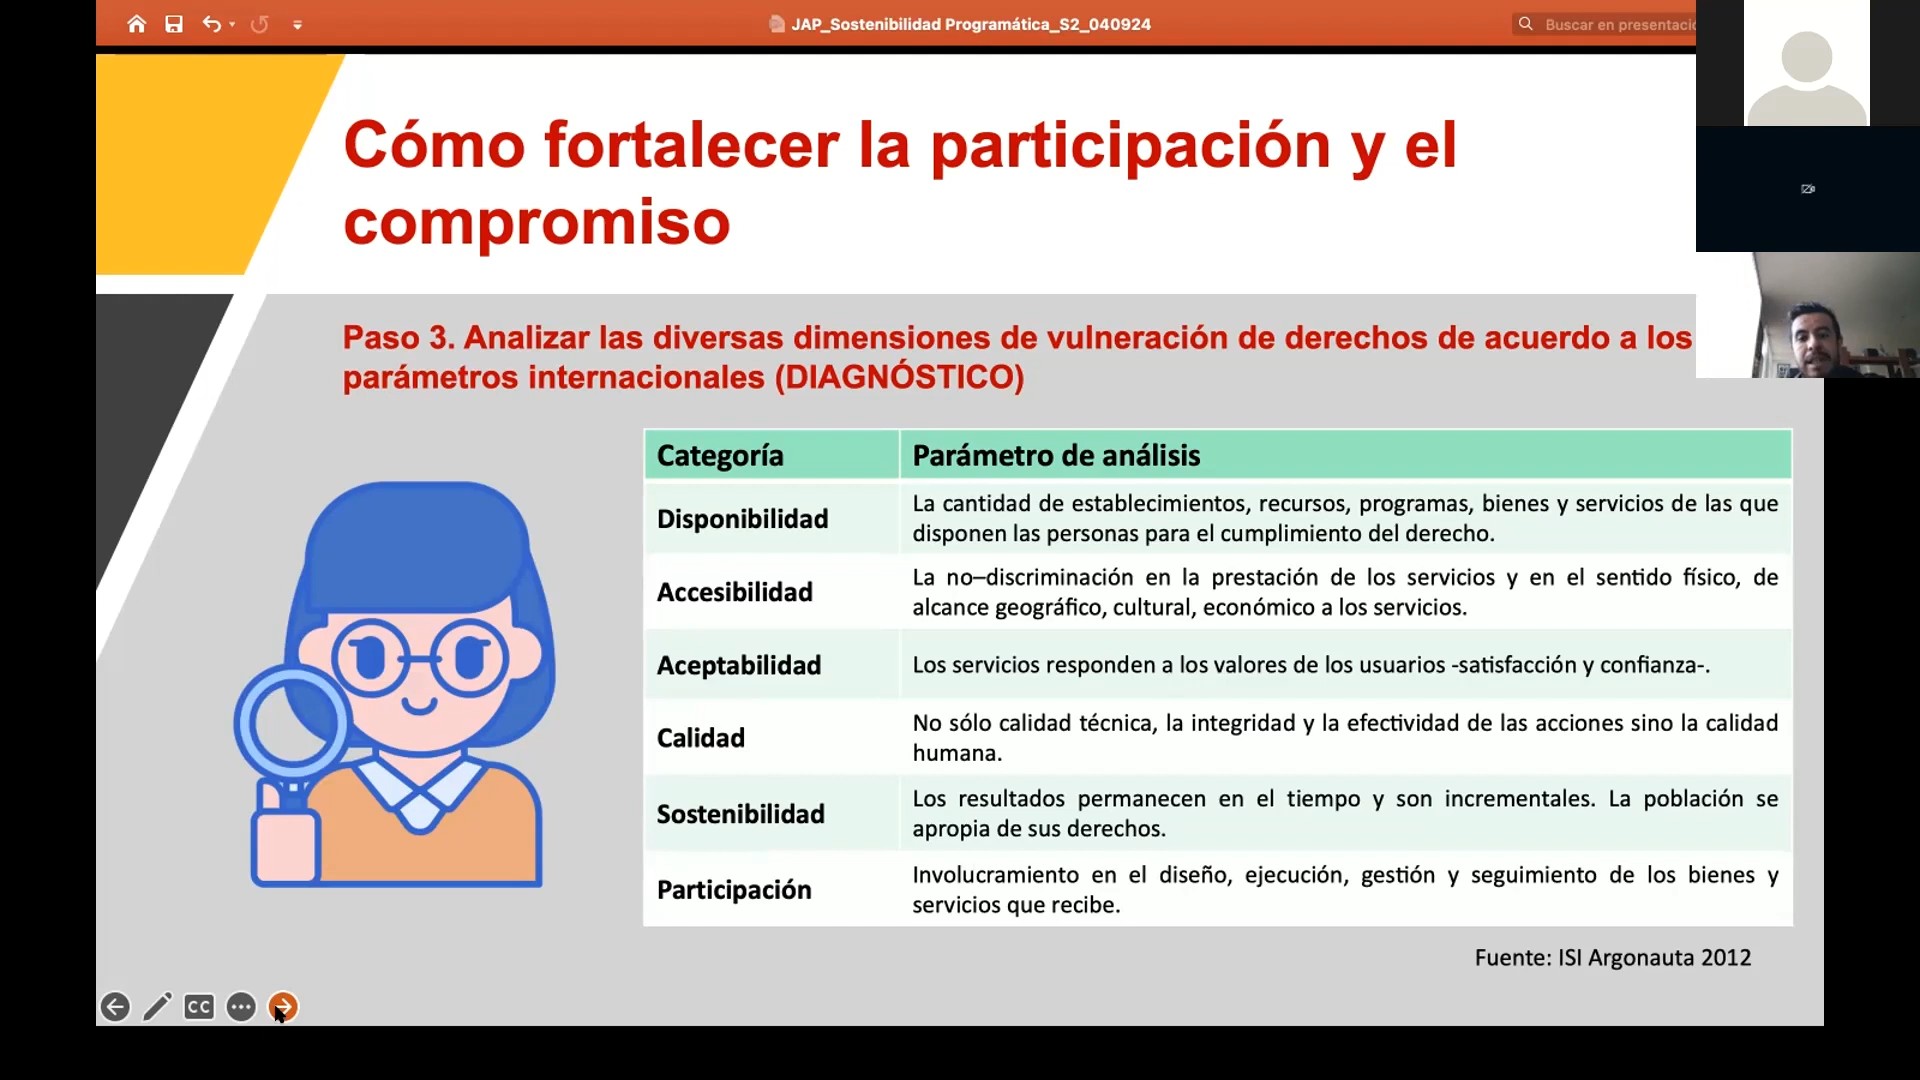 JAP_Sostenibilidad Programática_S2_040924
Buscar en presentació
Cómo fortalecer la participación y el
compromiso
Paso 3. Analizar las diversas dimensiones de vulneración de derechos de acuerdo a los
parámetros internacionales (DIAGNÓSTICO)
Categoría
Parámetro de análisis
Disponibilidad
La cantidad de establecimientos, recursos, programas, bienes y servicios de las que
disponen las personas para el cumplimiento del derecho.
Accesibilidad
La no–discriminación en la prestación de los servicios y en el sentido físico, de
alcance geográfico, cultural, económico a los servicios.
Aceptabilidad
Los servicios responden a los valores de los usuarios -satisfacción y confianza-.
Calidad
No sólo calidad técnica, la integridad y la efectividad de las acciones sino la calidad
humana.
Sostenibilidad
Los resultados permanecen en el tiempo y son incrementales. La población se
apropia de sus derechos.
Participación
Involucramiento en el diseño, ejecución, gestión y seguimiento de los bienes y
servicios que recibe.
Fuente: ISI Argonauta 2012
CC